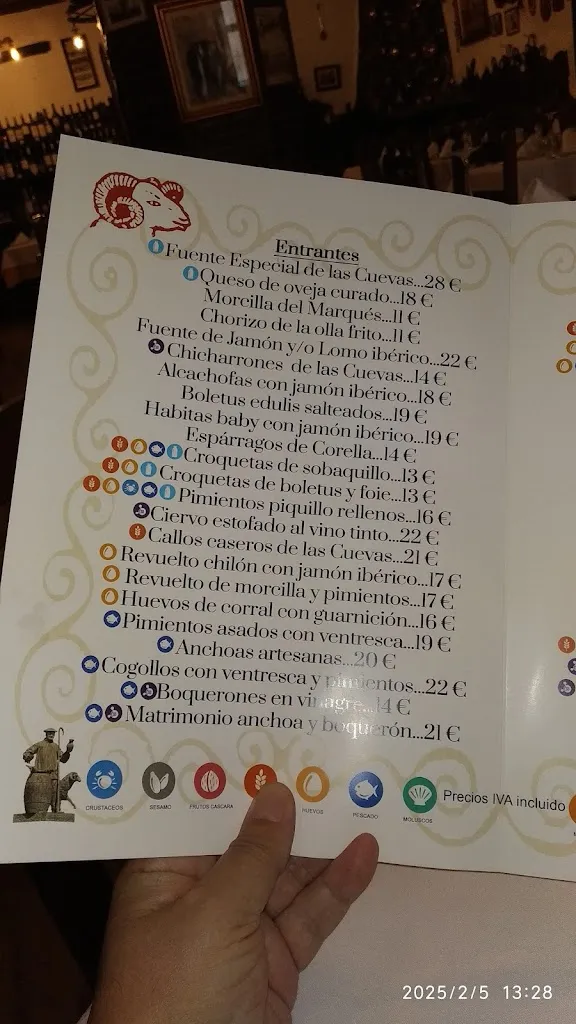 Entrantes
Fuente Especial de las Cuevas...28 €
Queso de oveja curado...18 €
Morcilla del Marqués...11 €
Chorizo de la olla frito...11 €
Fuente de Jamón y/o Lomo ibérico...22 €
Chicharrones de las Cuevas...14 €
Alcachofas con jamón ibérico...18 €
Boletus edulis salteados...19 €
Habitas baby con jamón ibérico...19 €
Espárragos de Corella...14 €
Croquetas de sobaquillo...13 €
Croquetas de boletus y foie...13 €
Pimientos piquillo rellenos...16 €
Ciervo estofado al vino tinto...22 €
Callos caseros de las Cuevas...21 €
Revuelto chilón con jamón ibérico...17 €
Revuelto de morcilla y pimientos...17 €
Huevos de corral con guarnición...16 €
Pimientos asados con ventresca...19 €
Anchoas artesanas...20 €
Cogollos con ventresca y pimientos...22 €
Boquerones en vinagre...14 €
Matrimonio anchoa y boquerón...21 €
CRUSTACEOS
SESAMO
FRUTOS CASCARA
HUEVOS
PESCADO
MOLUSCOS
Precios IVA incluido
2025/2/5 13:28